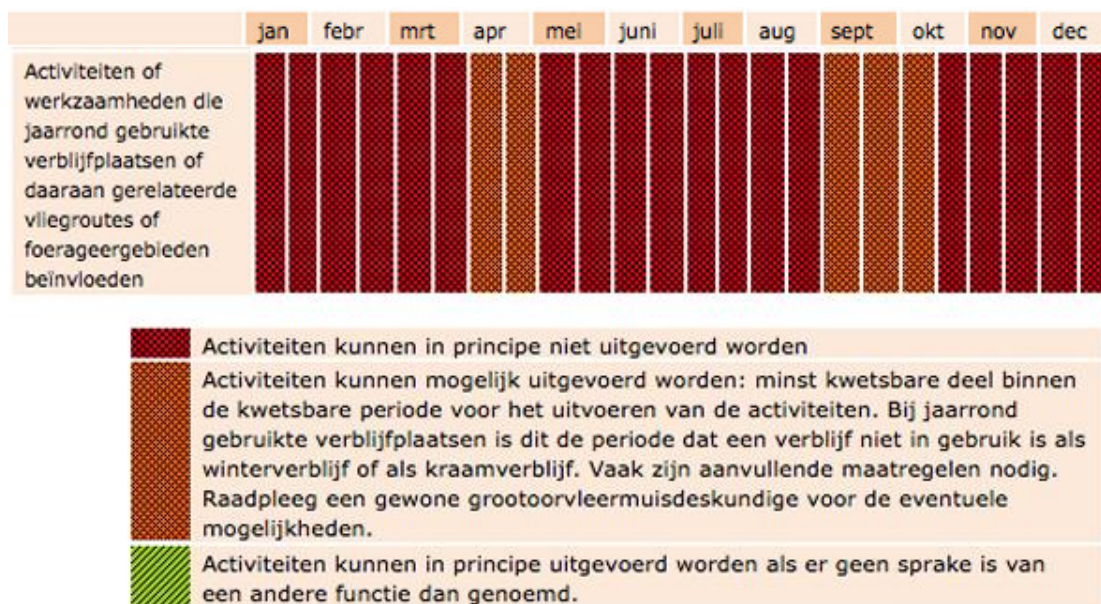 jan febr mrt apr mei juni juli aug sept okt nov dec
Activiteiten of
werkzaamheden die
jaarrond gebruikte
verblijfplaatsen of
daaraan gerelateerde
vliegroutes of
foerageergebieden
beïnvloeden
Activiteiten kunnen in principe niet uitgevoerd worden
Activiteiten kunnen mogelijk uitgevoerd worden: minst kwetsbare deel binnen
de kwetsbare periode voor het uitvoeren van de activiteiten. Bij jaarrond
gebruikte verblijfplaatsen is dit de periode dat een verblijf niet in gebruik is als
winterverblijf of als kraamverblijf. Vaak zijn aanvullende maatregelen nodig.
Raadpleeg een gewone grootoorvleermuisdeskundige voor de eventuele
mogelijkheden.
Activiteiten kunnen in principe uitgevoerd worden als er geen sprake is van
een andere functie dan genoemd.